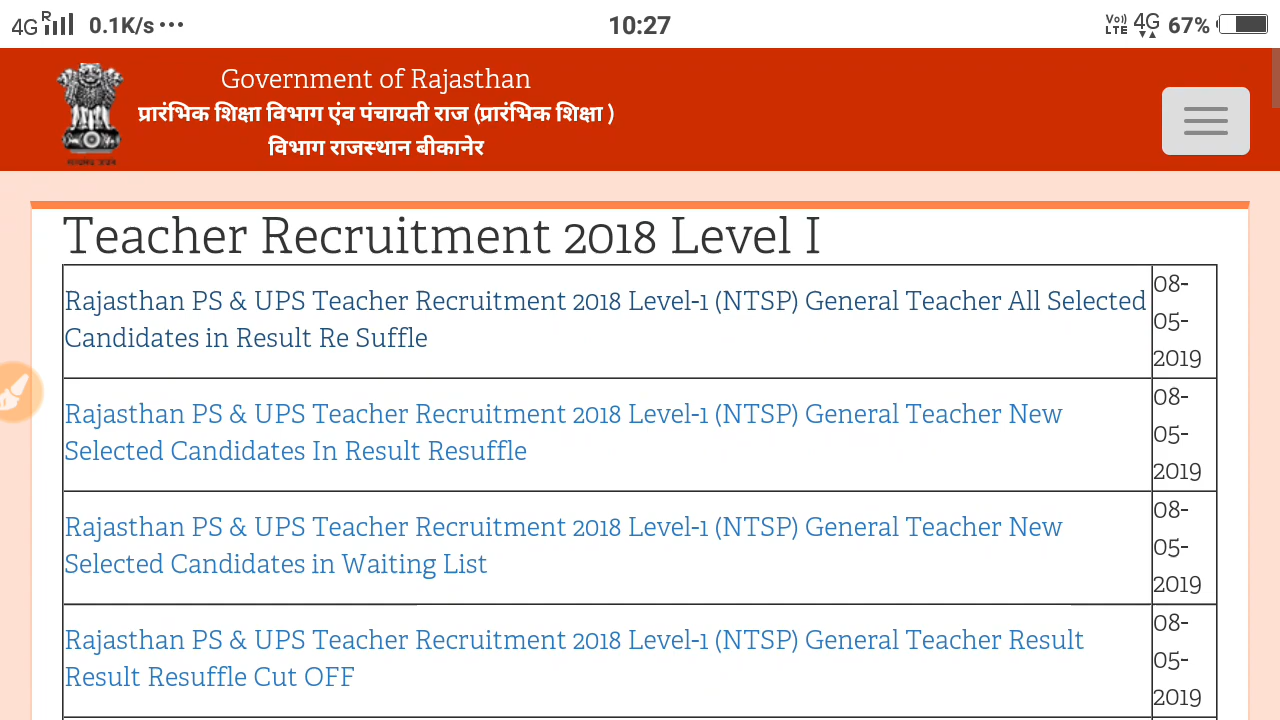 4G R 0.1K/s ... 10:27 Vo)) LTE 4G 67%
Government of Rajasthan
प्रारंभिक शिक्षा विभाग एंव पंचायती राज (प्रारंभिक शिक्षा )
विभाग राजस्थान बीकानेर
Teacher Recruitment 2018 Level I
Rajasthan PS & UPS Teacher Recruitment 2018 Level-1 (NTSP) General Teacher All Selected
Candidates in Result Re Suffle
08-
05-
2019
Rajasthan PS & UPS Teacher Recruitment 2018 Level-1 (NTSP) General Teacher New
Selected Candidates In Result Resuffle
08-
05-
2019
Rajasthan PS & UPS Teacher Recruitment 2018 Level-1 (NTSP) General Teacher New
Selected Candidates in Waiting List
08-
05-
2019
Rajasthan PS & UPS Teacher Recruitment 2018 Level-1 (NTSP) General Teacher Result
Result Resuffle Cut OFF
08-
05-
2019